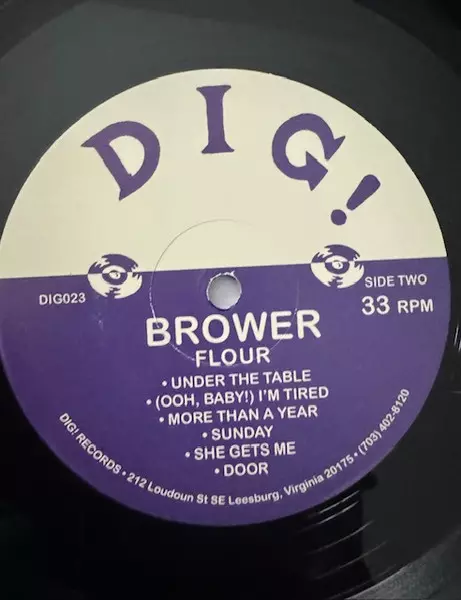 DIG!
DIG023
SIDE TWO
33 RPM
BROWER
FLOUR
• UNDER THE TABLE
• (OOH, BABY!) I'M TIRED
• MORE THAN A YEAR
• SUNDAY
• SHE GETS ME
• DOOR
DIG! RECORDS • 212 Loudoun St SE Leesburg, Virginia 20175 • (703) 402-8120